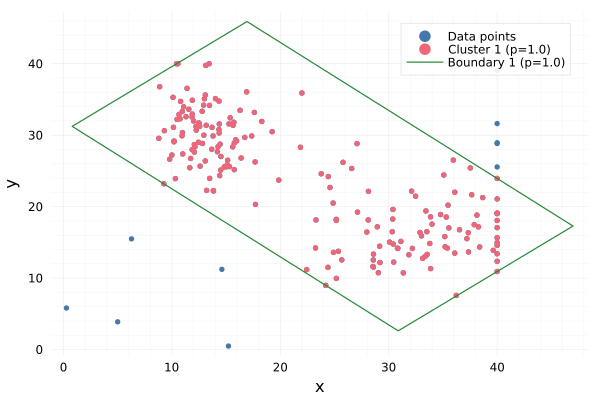 Data points
Cluster 1 (p=1.0)
Boundary 1 (p=1.0)
40
30
20
10
0
y
0 10 20 30 40
x